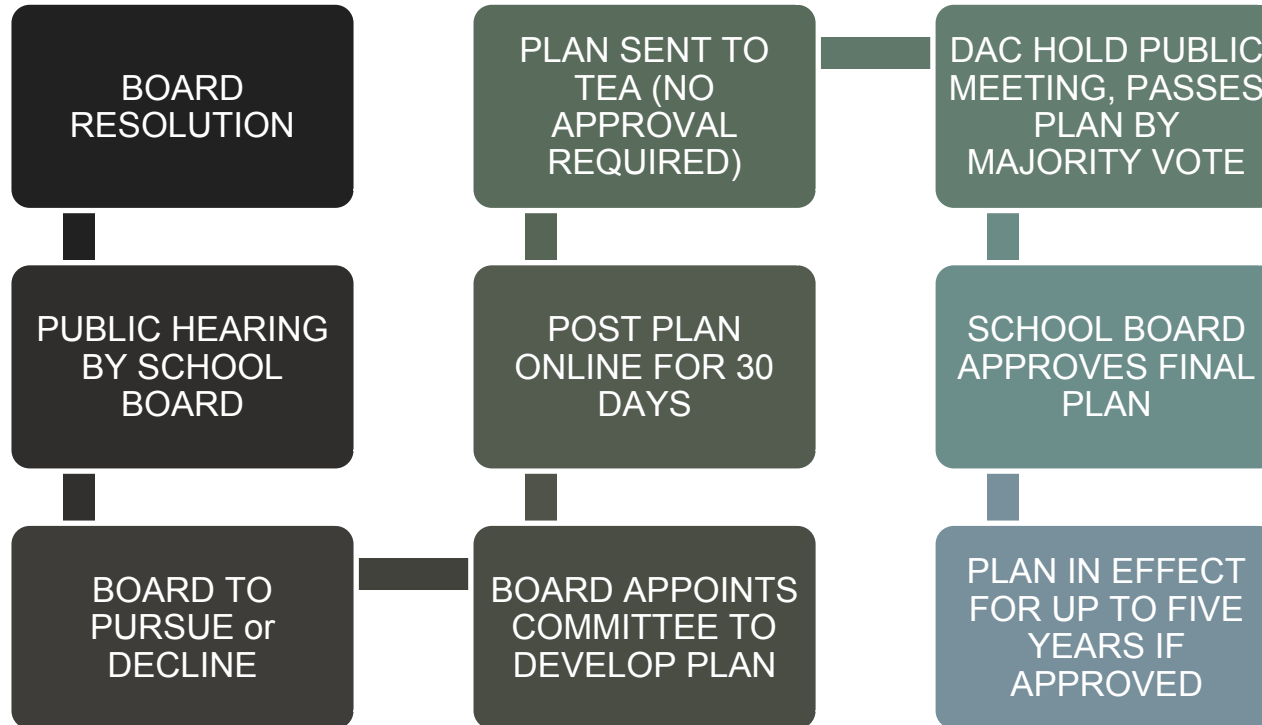 BOARD
RESOLUTION
PUBLIC HEARING
BY SCHOOL
BOARD
BOARD TO
PURSUE or
DECLINE
BOARD APPOINTS
COMMITTEE TO
DEVELOP PLAN
POST PLAN
ONLINE FOR 30
DAYS
PLAN SENT TO
TEA (NO
APPROVAL
REQUIRED)
DAC HOLD PUBLIC
MEETING, PASSES
PLAN BY
MAJORITY VOTE
SCHOOL BOARD
APPROVES FINAL
PLAN
PLAN IN EFFECT
FOR UP TO FIVE
YEARS IF
APPROVED